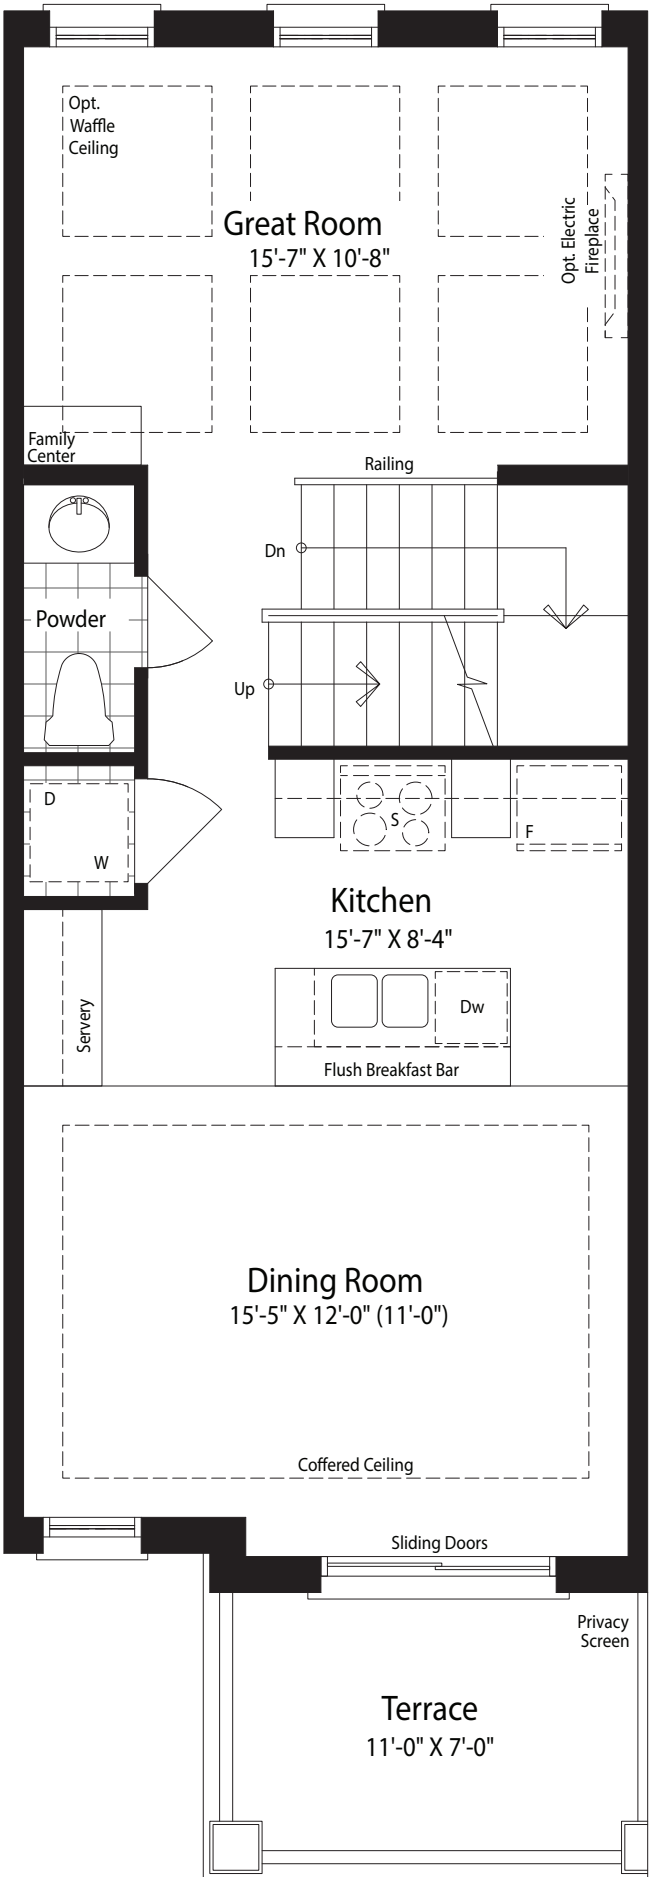 Opt.
Waffle
Ceiling
Great Room
15'-7" X 10'-8"
Opt. Electric
Fireplace
Family
Center
Railing
Dn
Powder
Up
D
W
S
F
Kitchen
15'-7" X 8'-4"
Servery
Dw
Flush Breakfast Bar
Dining Room
15'-5" X 12'-0" (11'-0")
Coffered Ceiling
Sliding Doors
Privacy
Screen
Terrace
11'-0" X 7'-0"